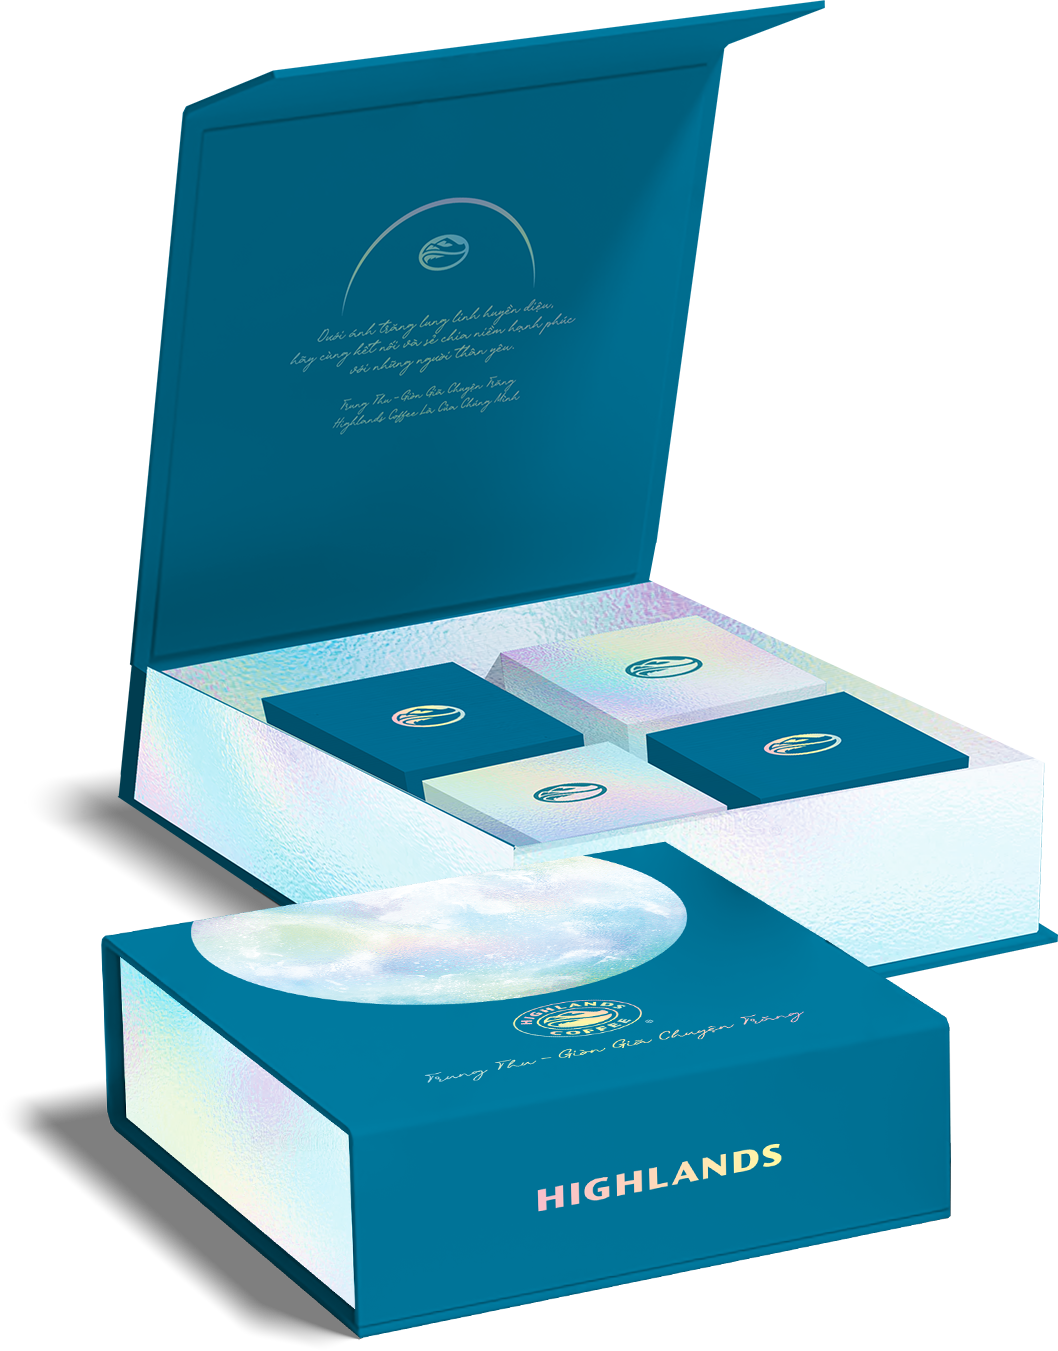 Dưới ánh trăng lung linh huyền diệu,
hãy cùng kết nối và sẻ chia niềm hạnh phúc
với những người thân yêu.
Trung Thu - Giòn Giã Chuyện Trăng
Highlands Coffee Là Của Chúng Mình
HIGHLANDS
COFFEE ®
Trung Thu - Giòn Giã Chuyện Trăng
HIGHLANDS